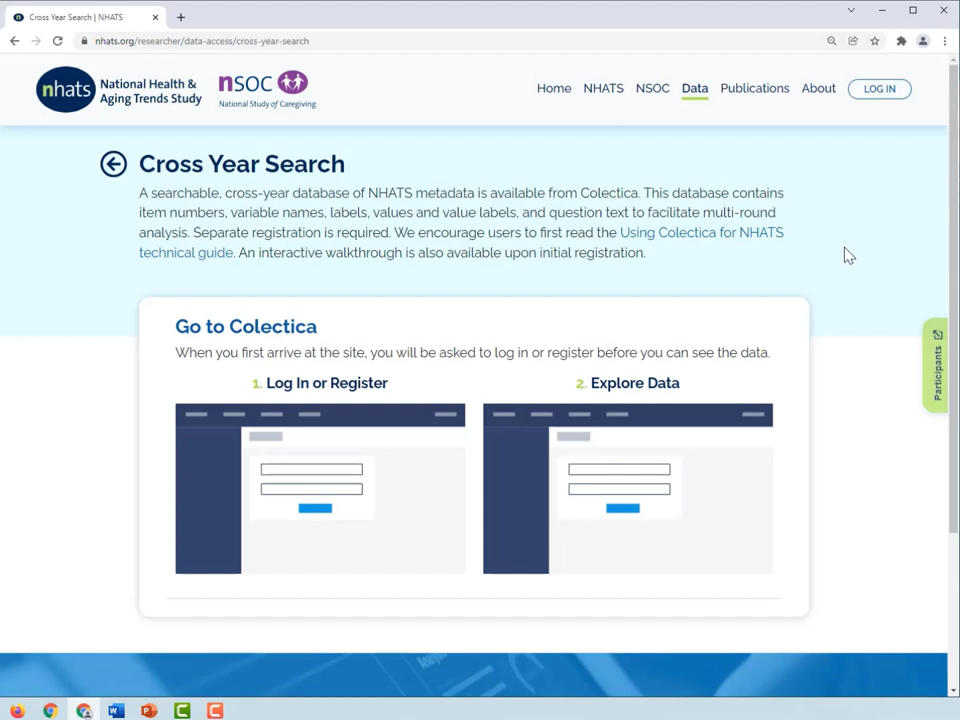 Cross Year Search | NHATS
nhats.org/researcher/data-access/cross-year-search
nhats National Health & Aging Trends Study
nsoc
National Study of Caregiving
Home NHATS NSOC Data Publications About LOG IN
Cross Year Search
A searchable, cross-year database of NHATS metadata is available from Colectica. This database contains
item numbers, variable names, labels, values and value labels, and question text to facilitate multi-round
analysis. Separate registration is required. We encourage users to first read the Using Colectica for NHATS
technical guide. An interactive walkthrough is also available upon initial registration.
Participants
Go to Colectica
When you first arrive at the site, you will be asked to log in or register before you can see the data.
1. Log In or Register
2. Explore Data